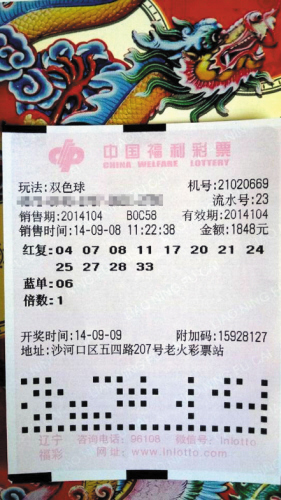 中国福利彩票
CHINA WELFARE LOTTERY
玩法:双色球 机号:21020669
流水号:23
销售期:2014104 B0C58 有效期:2014104
销售时间:14-09-08 11:22:38 金额:1848元
红复: 04 07 08 11 17 20 21 24
25 27 28 33
蓝单:06
倍数:1
开奖时间:14-09-09 附加码:15928127
地址:沙河口区五四路207号老火彩票站
辽宁 咨询电话:96108 微信号:lnlotto
福彩 http://www.lnlotto.com